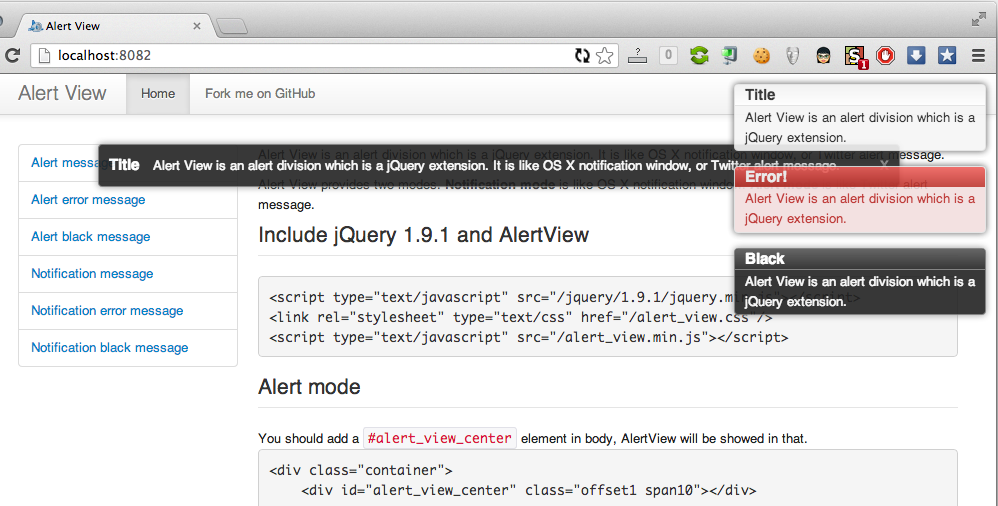 Alert View
localhost:8082
0
1
Alert View
Home
Fork me on GitHub
Title
Alert View is an alert division which is a
jQuery extension.
Error!
Alert View is an alert division which is a
jQuery extension.
Black
Alert View is an alert division which is a
jQuery extension.
Title Alert View is an alert division which is a jQuery extension. It is like OS X notification window, or Twitter alert message. X
Alert message
Alert error message
Alert black message
Notification message
Notification error message
Notification black message
Alert View is an alert division which is a jQuery extension. It is like OS X notification window, or Twitter alert message.
Alert View provides two modes. Notification mode is like OS X notification alert
message.
Include jQuery 1.9.1 and AlertView
<script type="text/javascript" src="/jquery/1.9.1/jquery.min.js"></script>
<link rel="stylesheet" type="text/css" href="/alert_view.css"/>
<script type="text/javascript" src="/alert_view.min.js"></script>
Alert mode
You should add a #alert_view_center element in body, AlertView will be showed in that.
<div class="container">
<div id="alert_view_center" class="offset1 span10"></div>